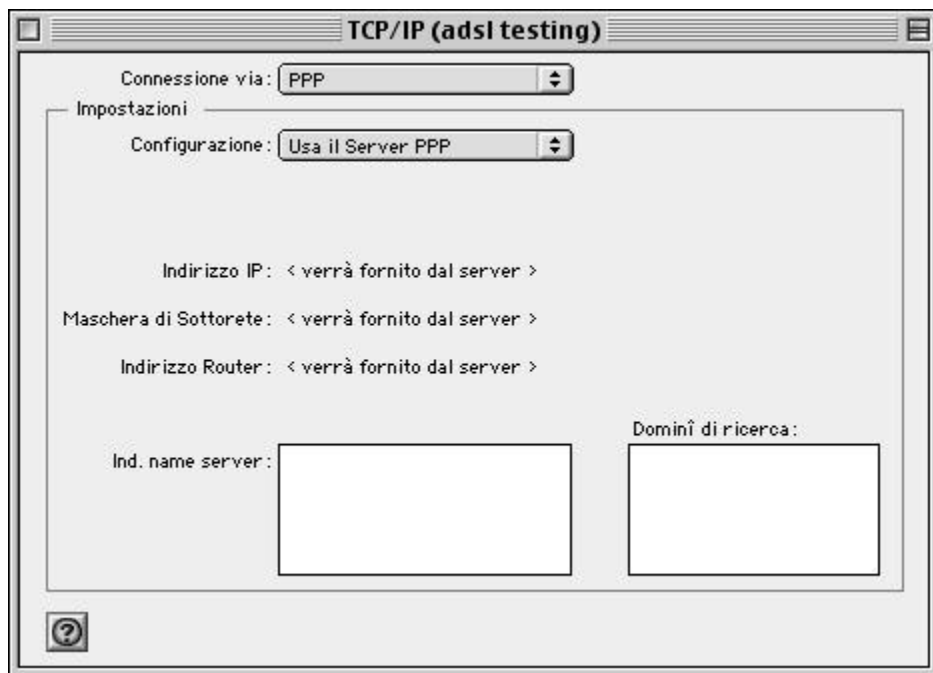 TCP/IP (adsl testing)
Connessione via: PPP
Impostazioni
Configurazione: Usa il Server PPP
Indirizzo IP: < verrà fornito dal server >
Maschera di Sottorete: < verrà fornito dal server >
Indirizzo Router: < verrà fornito dal server >
Dominî di ricerca:
Ind. name server:
?